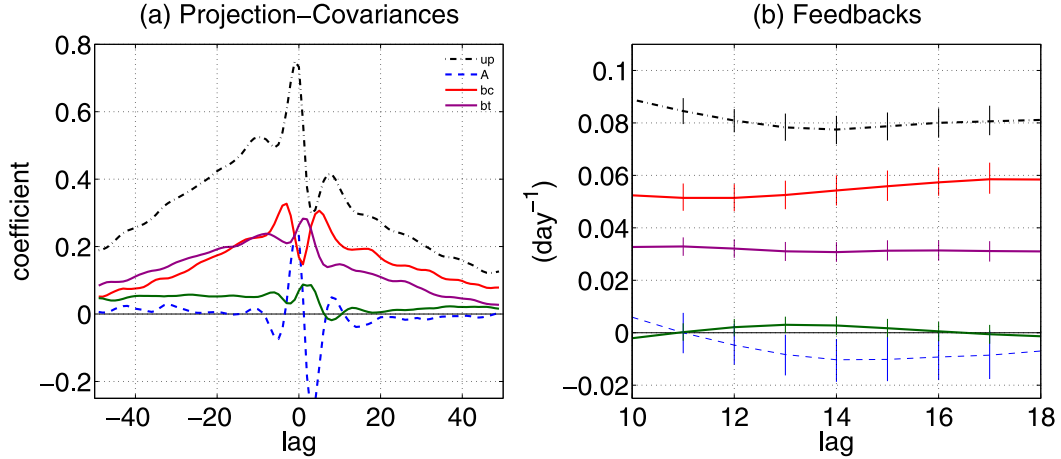 (a) Projection−Covariances
(b) Feedbacks
0.8
0.6
0.4
0.2
0
−0.2
coefficient
−40
−20
0
20
40
lag
up
A
bc
bt
0.1
0.08
0.06
0.04
0.02
0
−0.02
(day−1)
10
12
14
16
18
lag